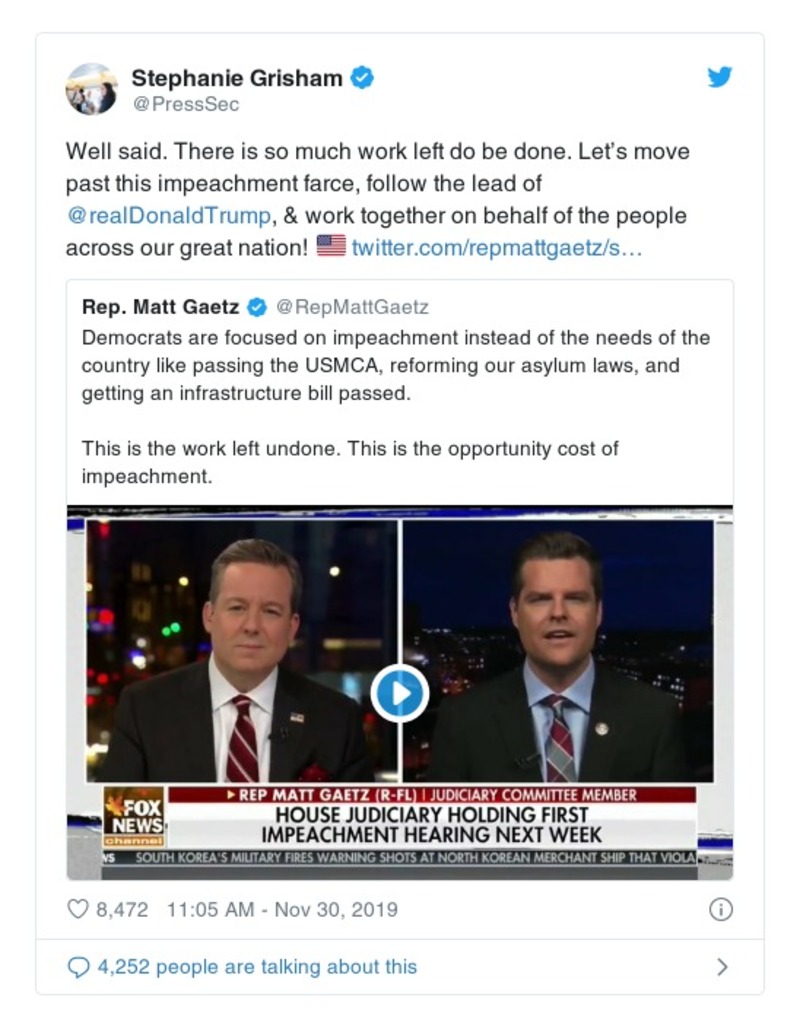 Stephanie Grisham
@PressSec
Well said. There is so much work left do be done. Let’s move
past this impeachment farce, follow the lead of
@realDonaldTrump, & work together on behalf of the people
across our great nation! 🇺🇸 twitter.com/repmattgaetz/s…
Rep. Matt Gaetz @RepMattGaetz
Democrats are focused on impeachment instead of the needs of the
country like passing the USMCA, reforming our asylum laws, and
getting an infrastructure bill passed.
This is the work left undone. This is the opportunity cost of
impeachment.
REP MATT GAETZ (R-FL) | JUDICIARY COMMITTEE MEMBER
FOX
NEWS
channel
HOUSE JUDICIARY HOLDING FIRST
IMPEACHMENT HEARING NEXT WEEK
WS SOUTH KOREA'S MILITARY FIRES WARNING SHOTS AT NORTH KOREAN MERCHANT SHIP THAT VIOLA
8,472 11:05 AM - Nov 30, 2019
4,252 people are talking about this